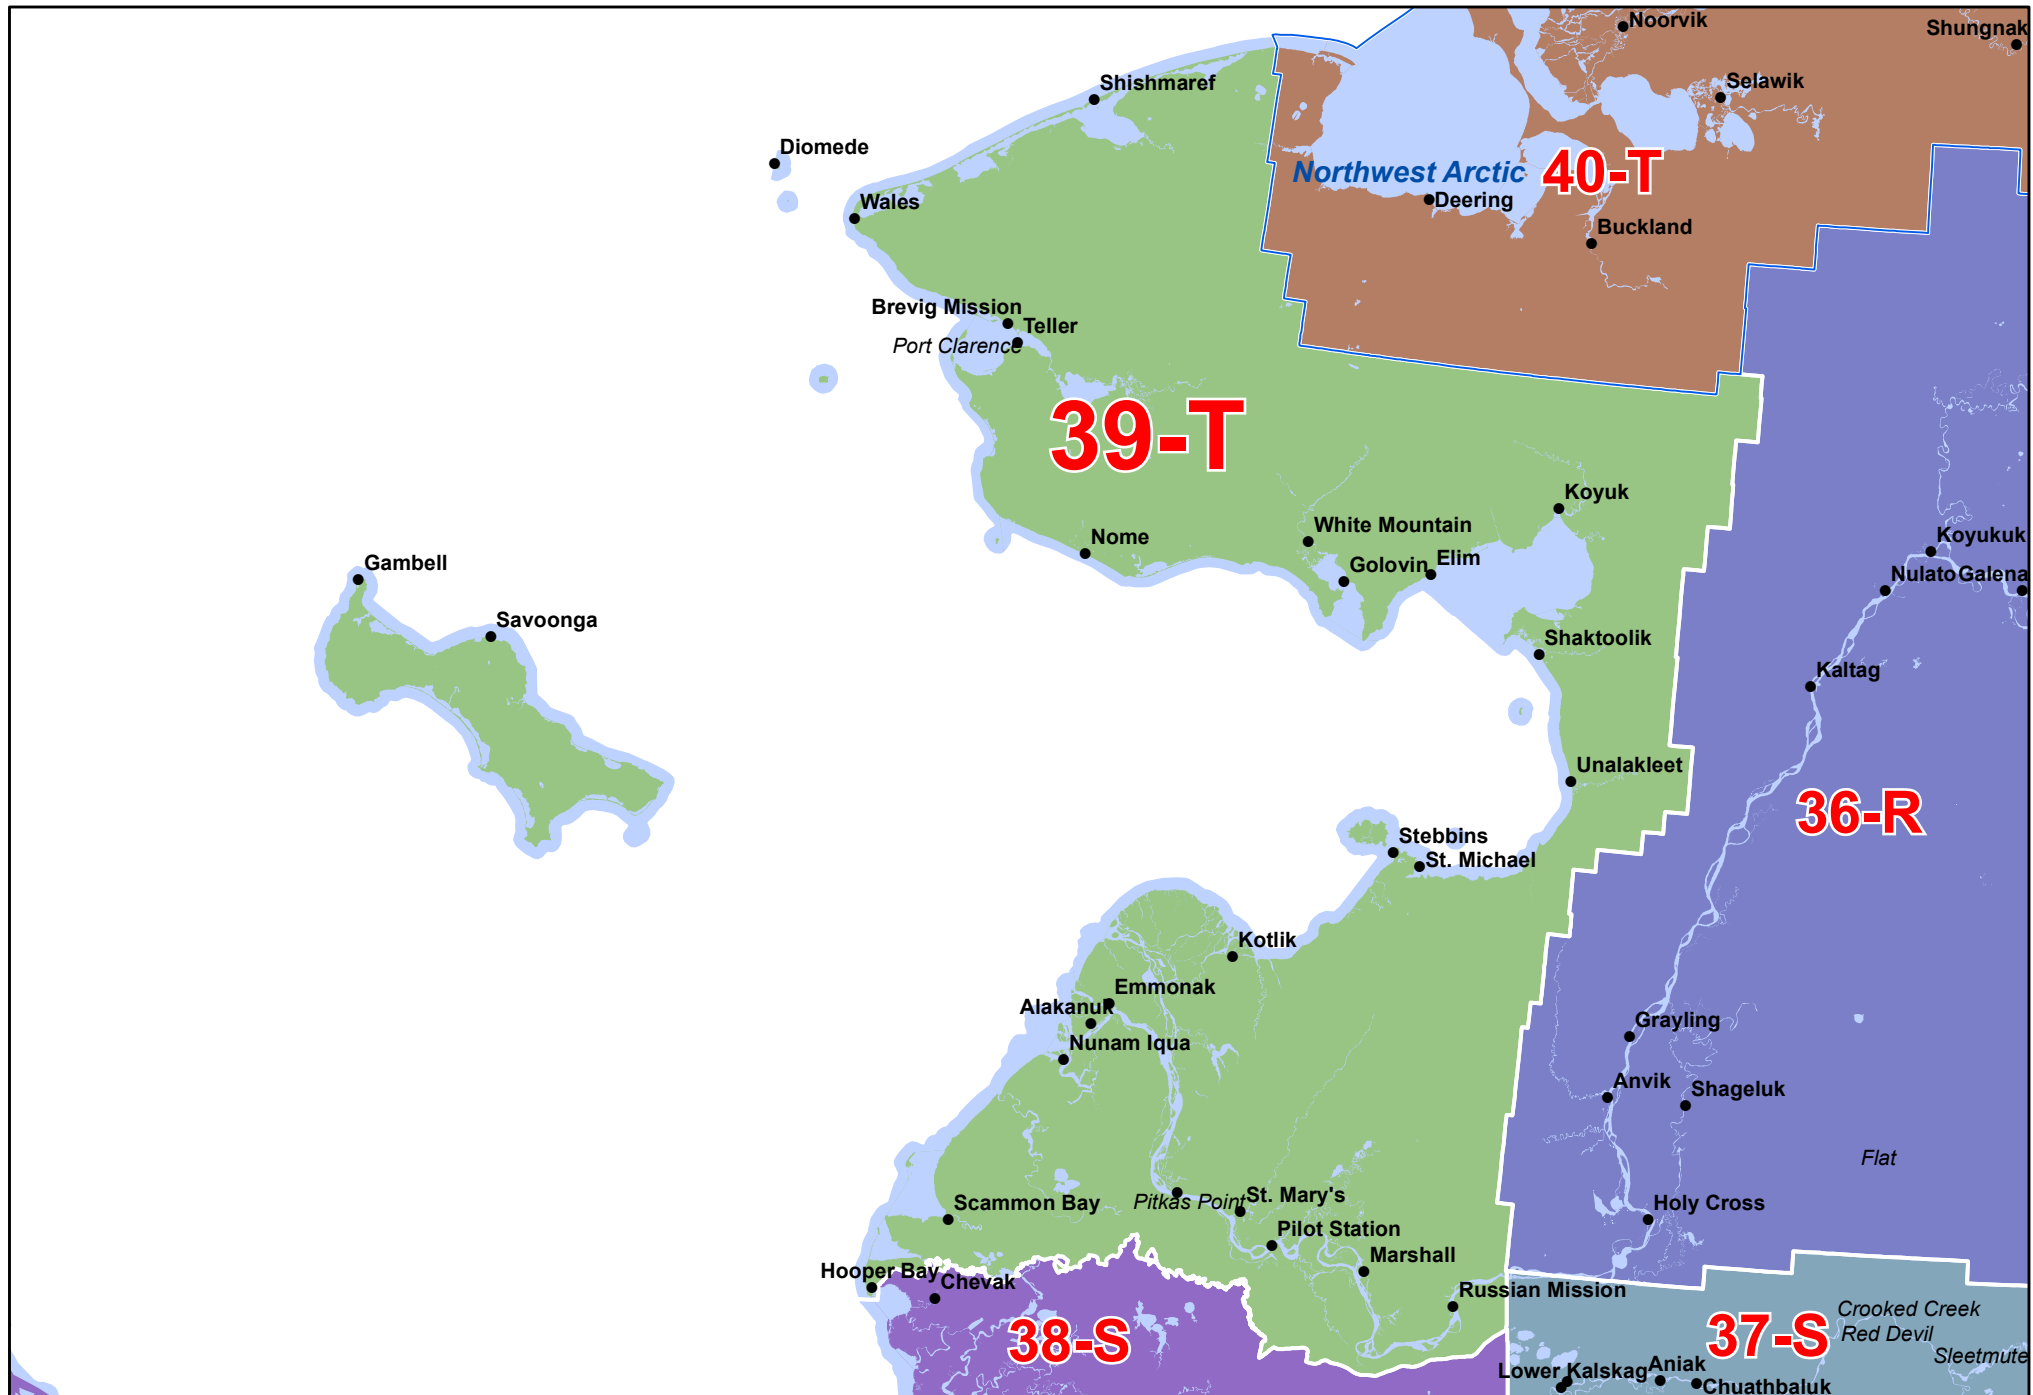 Noorvik
Shungnak
Shishmaref
Selawik
Diomede
Northwest Arctic
40-T
Wales
Deering
Buckland
Brevig Mission
Teller
Port Clarence
39-T
Koyuk
White Mountain
Nome
Koyukuk
Elim
Gambell
Golovin
Nulato
Galena
Savoonga
Shaktoolik
Kaltag
Unalakleet
36-R
Stebbins
St. Michael
Kotlik
Emmonak
Alakanuk
Grayling
Nunam Iqua
Anvik
Shageluk
Flat
Scammon Bay
Pitkas Point
St. Mary's
Holy Cross
Pilot Station
Marshall
Hooper Bay
Chevak
Russian Mission
Crooked Creek
38-S
37-S
Red Devil
Sleetmute
Lower Kalskag
Aniak
Chuathbaluk